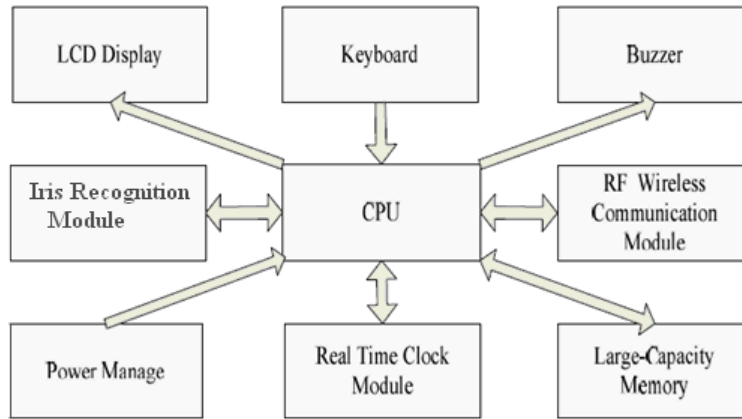 LCD Display
Keyboard
Buzzer
Iris Recognition
Module
CPU
RF Wireless
Communication
Module
Power Manage
Real Time Clock
Module
Large-Capacity
Memory